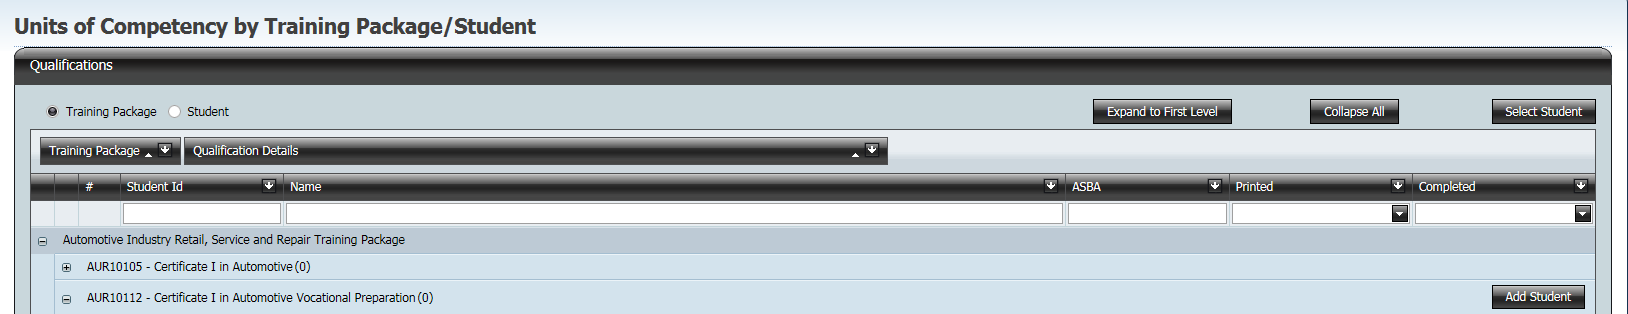 Units of Competency by Training Package/Student
Qualifications
Training Package Student Expand to First Level Collapse All Select Student
Training Package Qualification Details
# Student Id Name ASBA Printed Completed
Automotive Industry Retail, Service and Repair Training Package
AUR10105 - Certificate I in Automotive (0)
AUR10112 - Certificate I in Automotive Vocational Preparation (0) Add Student